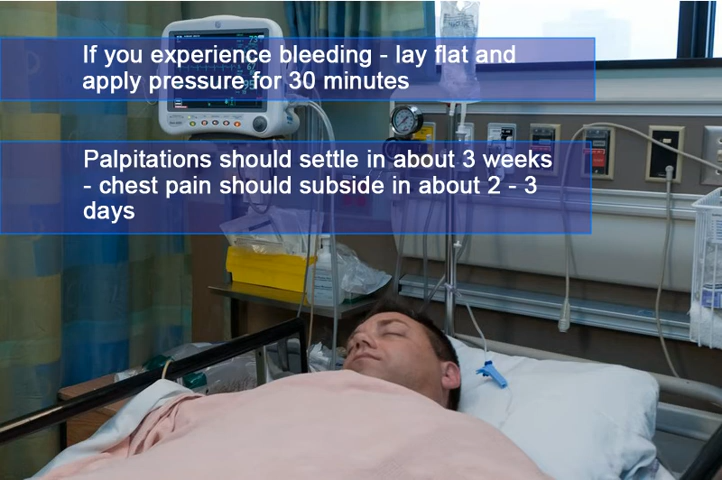 If you experience bleeding - lay flat and
apply pressure for 30 minutes
Palpitations should settle in about 3 weeks
- chest pain should subside in about 2 - 3
days